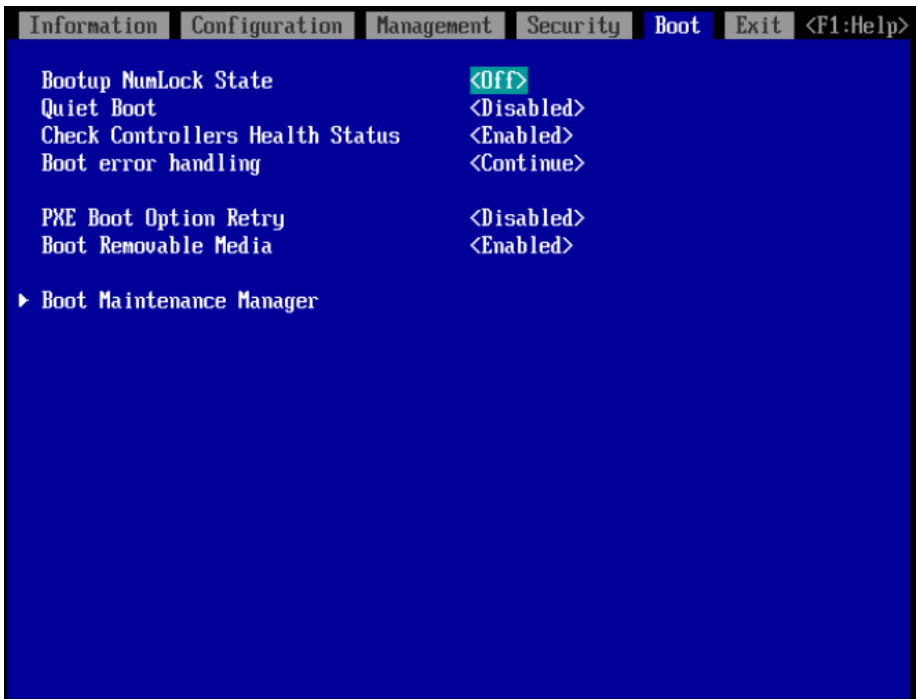 Information Configuration Management Security Boot Exit <F1:Help>
Bootup NumLock State <Off>
Quiet Boot <Disabled>
Check Controllers Health Status <Enabled>
Boot error handling <Continue>
PXE Boot Option Retry <Disabled>
Boot Removable Media <Enabled>
Boot Maintenance Manager